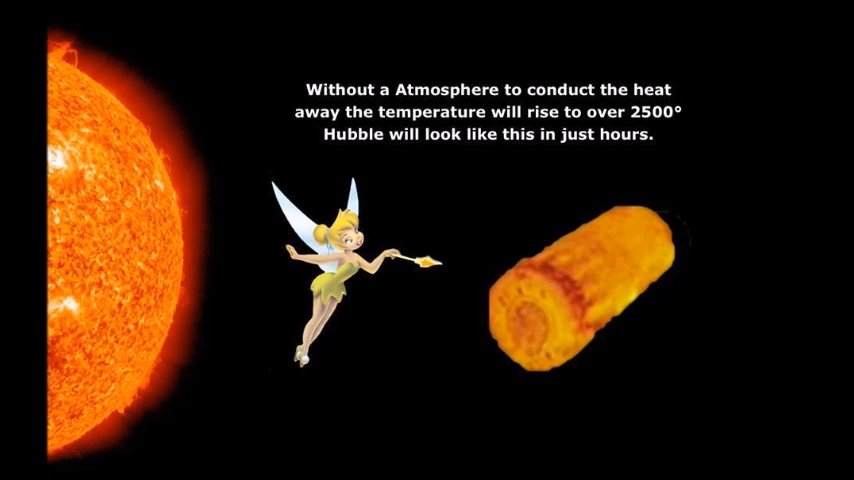 Without a Atmosphere to conduct the heat
away the temperature will rise to over 2500°
Hubble will look like this in just hours.